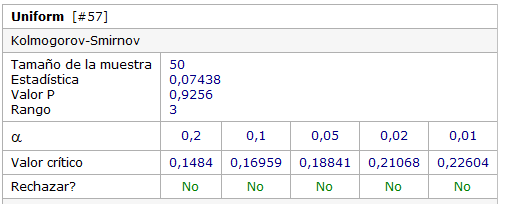 Uniform [#57]
Kolmogorov-Smirnov
Tamaño de la muestra 50
Estadística 0,07438
Valor P 0,9256
Rango 3
α 0,2 0,1 0,05 0,02 0,01
Valor crítico 0,1484 0,16959 0,18841 0,21068 0,22604
Rechazar? No No No No No